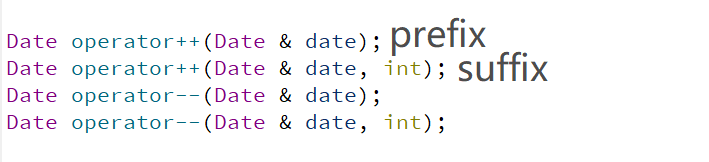 Date operator++(Date & date); prefix
Date operator++(Date & date, int); suffix
Date operator--(Date & date);
Date operator--(Date & date, int);